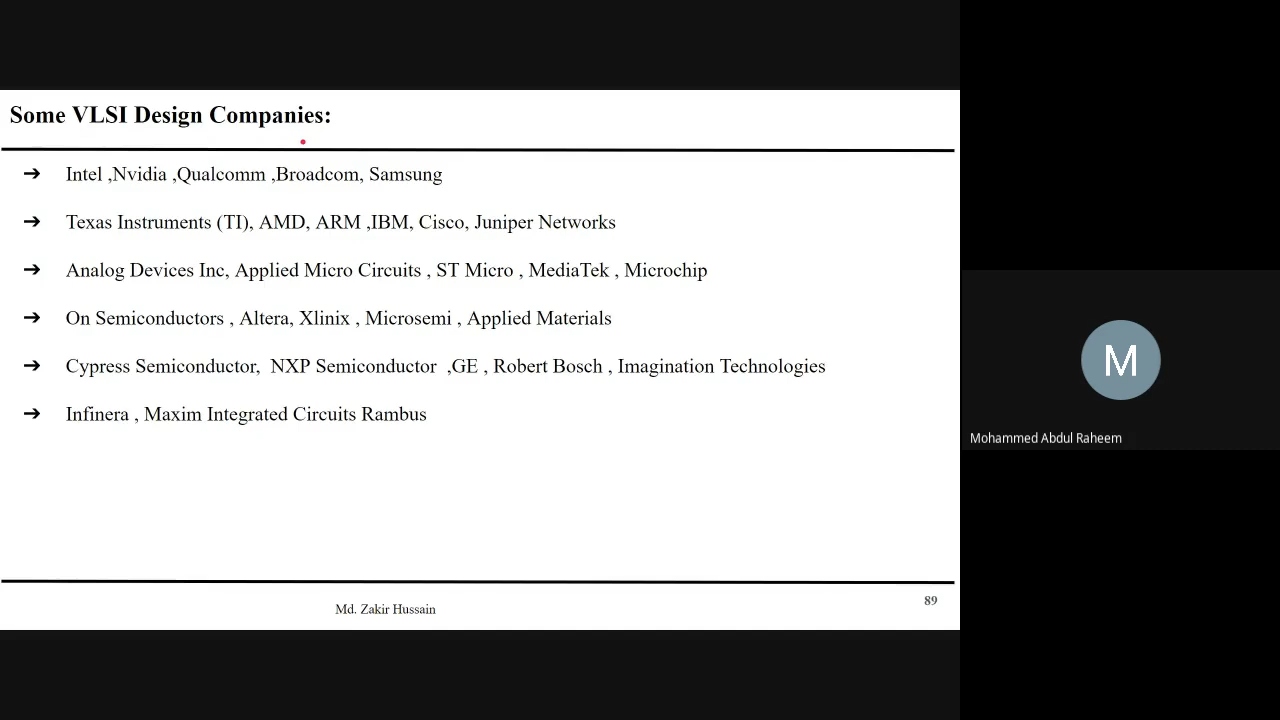 Some VLSI Design Companies:
➔ Intel ,Nvidia ,Qualcomm ,Broadcom, Samsung
➔ Texas Instruments (TI), AMD, ARM ,IBM, Cisco, Juniper Networks
➔ Analog Devices Inc, Applied Micro Circuits , ST Micro , MediaTek , Microchip
➔ On Semiconductors , Altera, Xlinix , Microsemi , Applied Materials
➔ Cypress Semiconductor,  NXP Semiconductor  ,GE , Robert Bosch , Imagination Technologies
➔ Infinera , Maxim Integrated Circuits Rambus
Md. Zakir Hussain
89
M
Mohammed Abdul Raheem